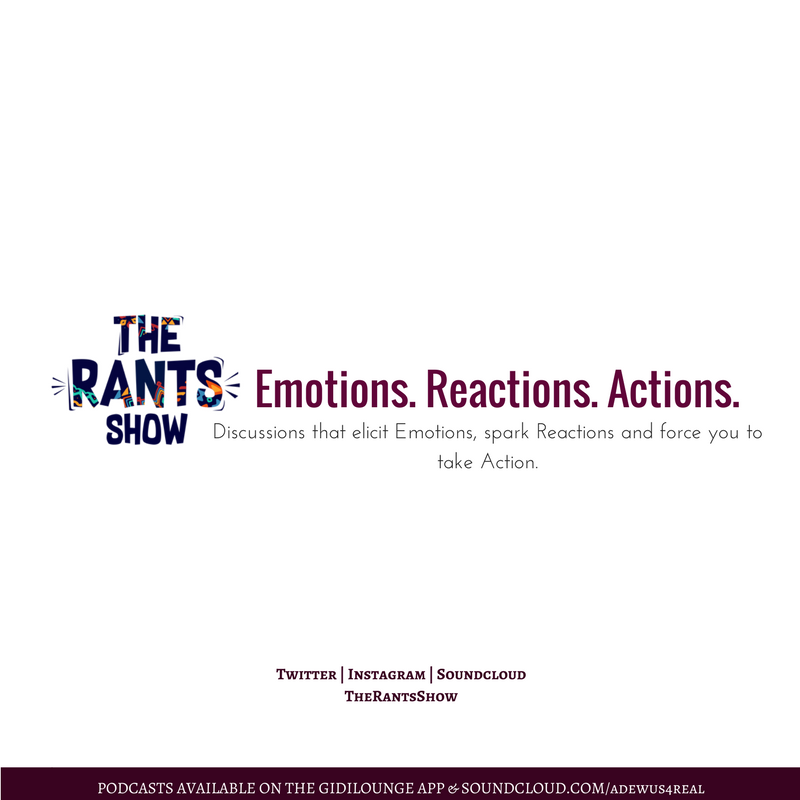 THE
RANTS
SHOW
Emotions. Reactions. Actions.
Discussions that elicit Emotions, spark Reactions and force you to
take Action.
Twitter | Instagram | Soundcloud
TheRantsShow
PODCASTS AVAILABLE ON THE GIDILOUNGE APP & SOUNDCLOUD.COM/ADEWUS4REAL